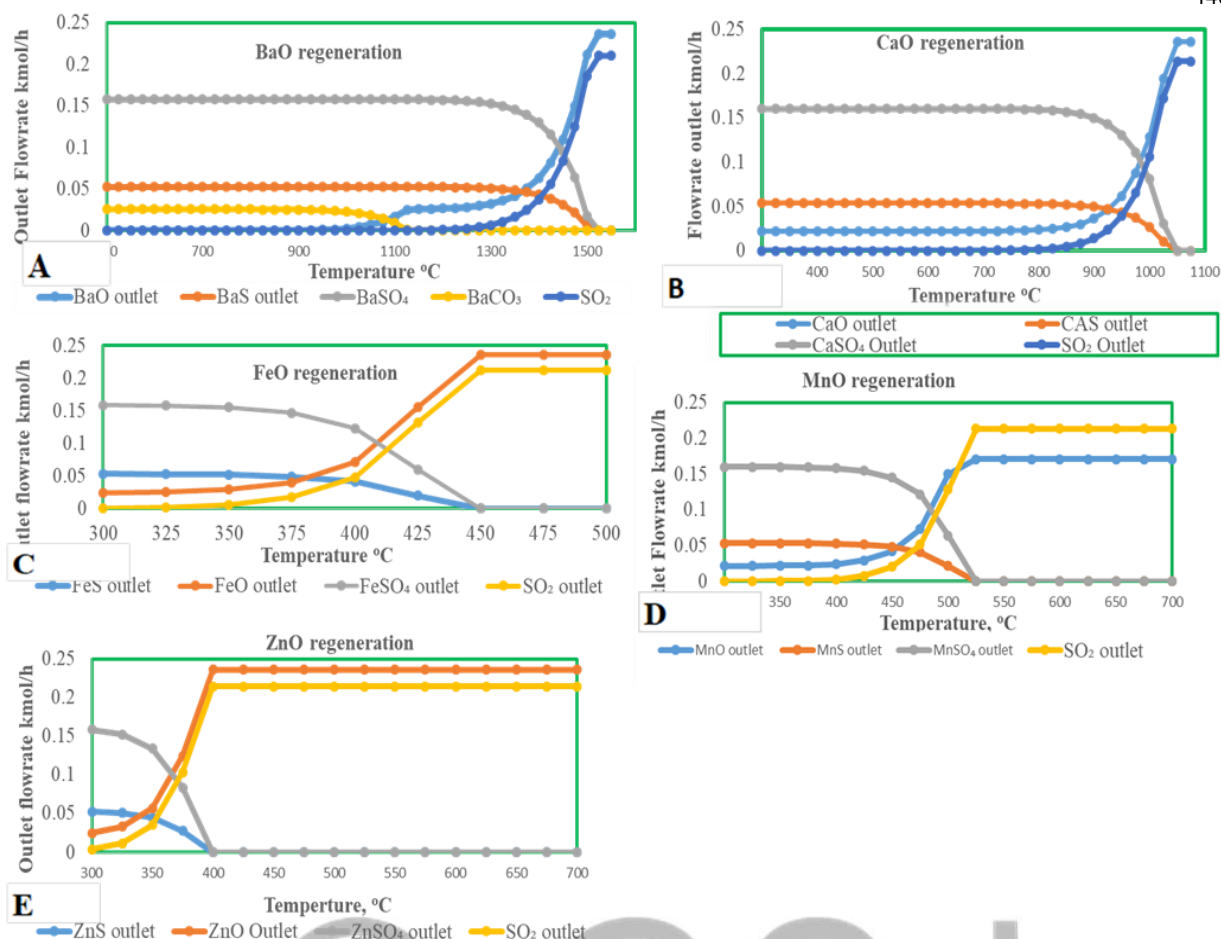 0.25
0.2
0.15
0.1
0.05
0
BaO regeneration
Outlet Flowrate kmol/h
0 700 900 1100 1300 1500
Temperature °C
A
BaO outlet BaS outlet BaSO₄ BaCO₃ SO₂
0.25
0.2
0.15
0.1
0.05
0
CaO regeneration
Flowrate outlet kmol/h
400 500 600 700 800 900 1000 1100
Temperature °C
B
CaO outlet CAS outlet
CaSO₄ Outlet SO₂ Outlet
0.25
0.2
0.15
0.1
0.05
0
FeO regeneration
utlet flowrate kmol/h
300 325 350 375 400 425 450 475 500
Temperature °C
C
FeS outlet FeO outlet FeSO₄ outlet SO₂ outlet
MnO regeneration
0.25
0.2
0.15
0.1
0.05
0
tlet Flowrate kmol/h
350 400 450 500 550 600 650 700
Temperature, °C
D
MnO outlet MnS outlet MnSO₄ outlet SO₂ outlet
ZnO regeneration
0.25
0.2
0.15
0.1
0.05
0
Outlet flowrate kmol/h
300 350 400 450 500 550 600 650 700
Temperture, °C
E
ZnS outlet ZnO Outlet ZnSO₄ outlet SO₂ outlet